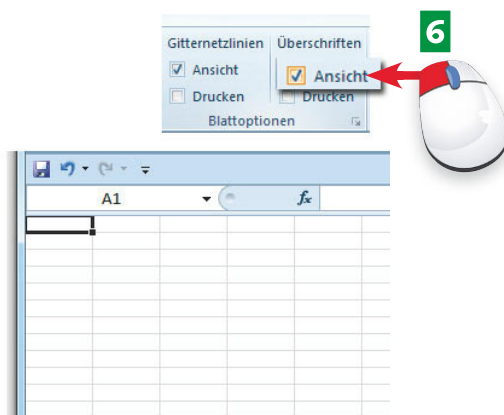 6
Gitternetzlinien Überschriften
Ansicht Ansicht
Drucken Drucken
Blattoptionen
A1 fx